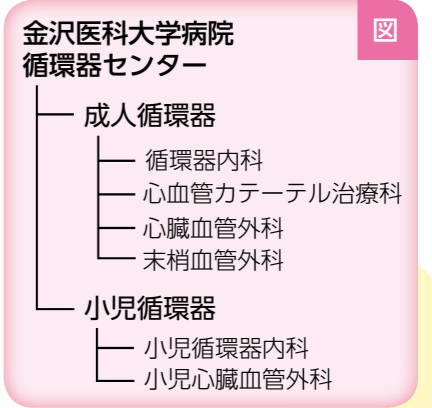 金沢医科大学病院
循環器センター
図
成人循環器
循環器内科
心血管カテーテル治療科
心臓血管外科
末梢血管外科
小児循環器
小児循環器内科
小児心臓血管外科